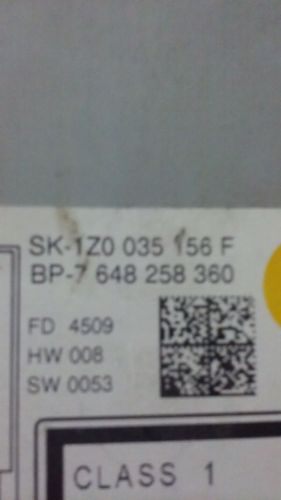 SK-1Z0 035 156 F
BP-7 648 258 360
FD 4509
HW 008
SW 0053
CLASS 1